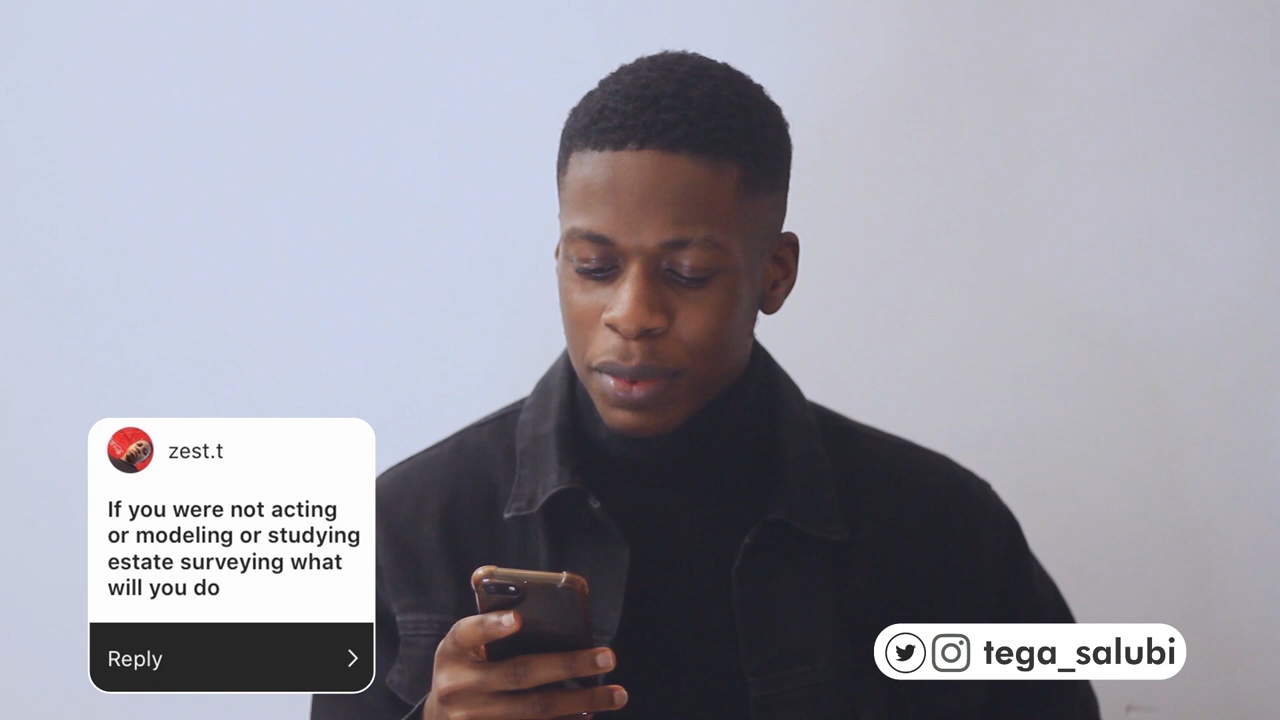 zest.t
If you were not acting
or modeling or studying
estate surveying what
will you do
Reply
tega_salubi